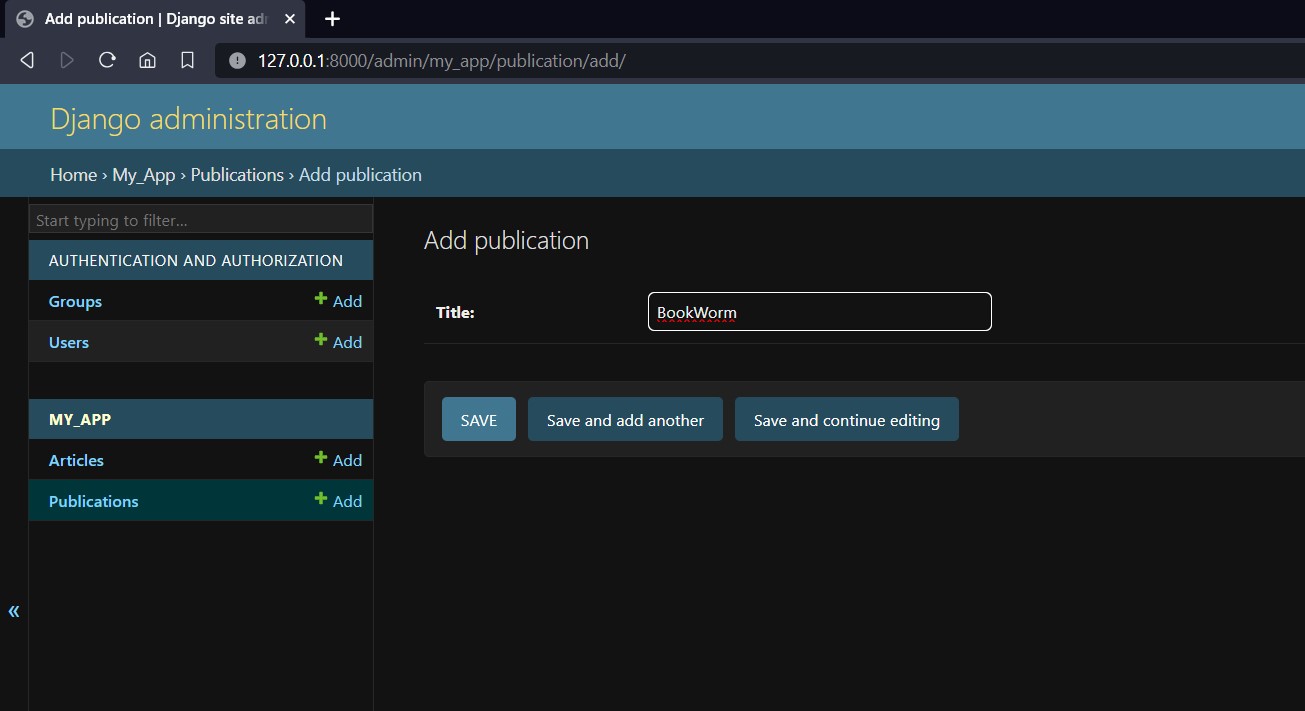 Add publication | Django site adr
127.0.0.1:8000/admin/my_app/publication/add/
Django administration
Home › My_App › Publications › Add publication
Start typing to filter...
AUTHENTICATION AND AUTHORIZATION
Groups + Add
Users + Add
MY_APP
Articles + Add
Publications + Add
«
Add publication
Title: BookWorm
SAVE Save and add another Save and continue editing